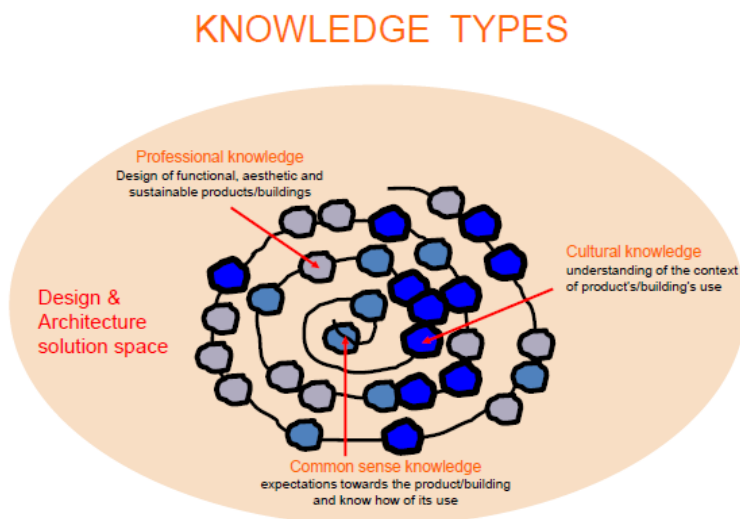 KNOWLEDGE TYPES
Professional knowledge
Design of functional, aesthetic and
sustainable products/buildings
Cultural knowledge
understanding of the context
of product's/building's use
Design &
Architecture
solution space
Common sense knowledge
expectations towards the product/building
and know how of its use